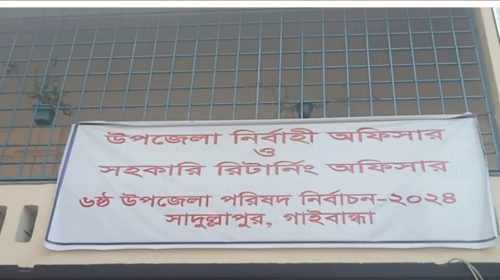 উপজেলা নির্বাহী অফিসার
ও
সহকারি রিটার্নিং অফিসার
৬ষ্ঠ উপজেলা পরিষদ নির্বাচন-২০২৪
সাদুল্লাপুর, গাইবান্ধা